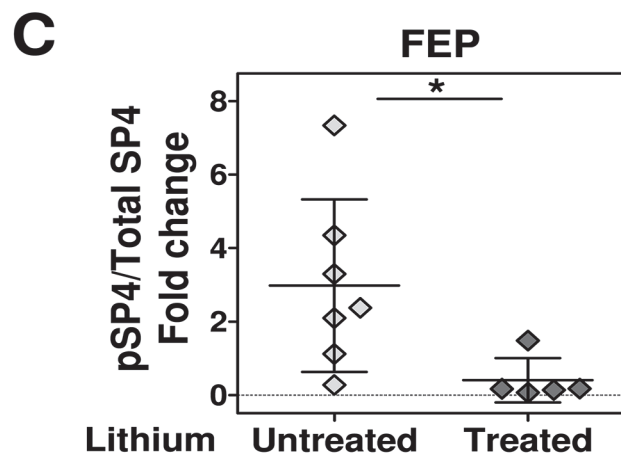 C
FEP
*
pSP4/Total SP4
Fold change
8
6
4
2
0
Lithium Untreated Treated